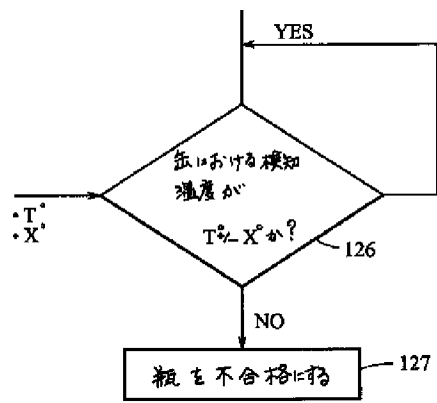 YES
缶における検知
温度が
T°+/- X°か?
・T°
・X°
126
NO
瓶を不合格にする
127